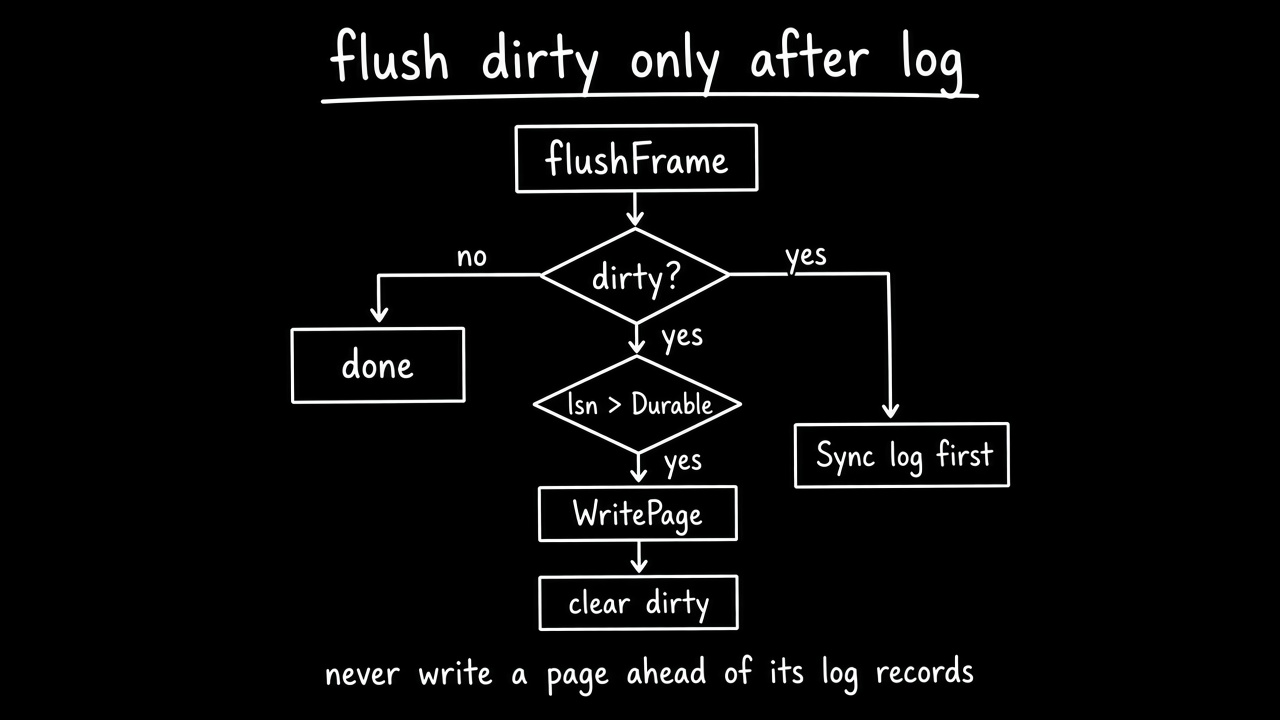 flush dirty only after log
flushFrame
no
dirty?
yes
yes
done
lsn > Durable
Sync log first
yes
WritePage
clear dirty
never write a page ahead of its log records